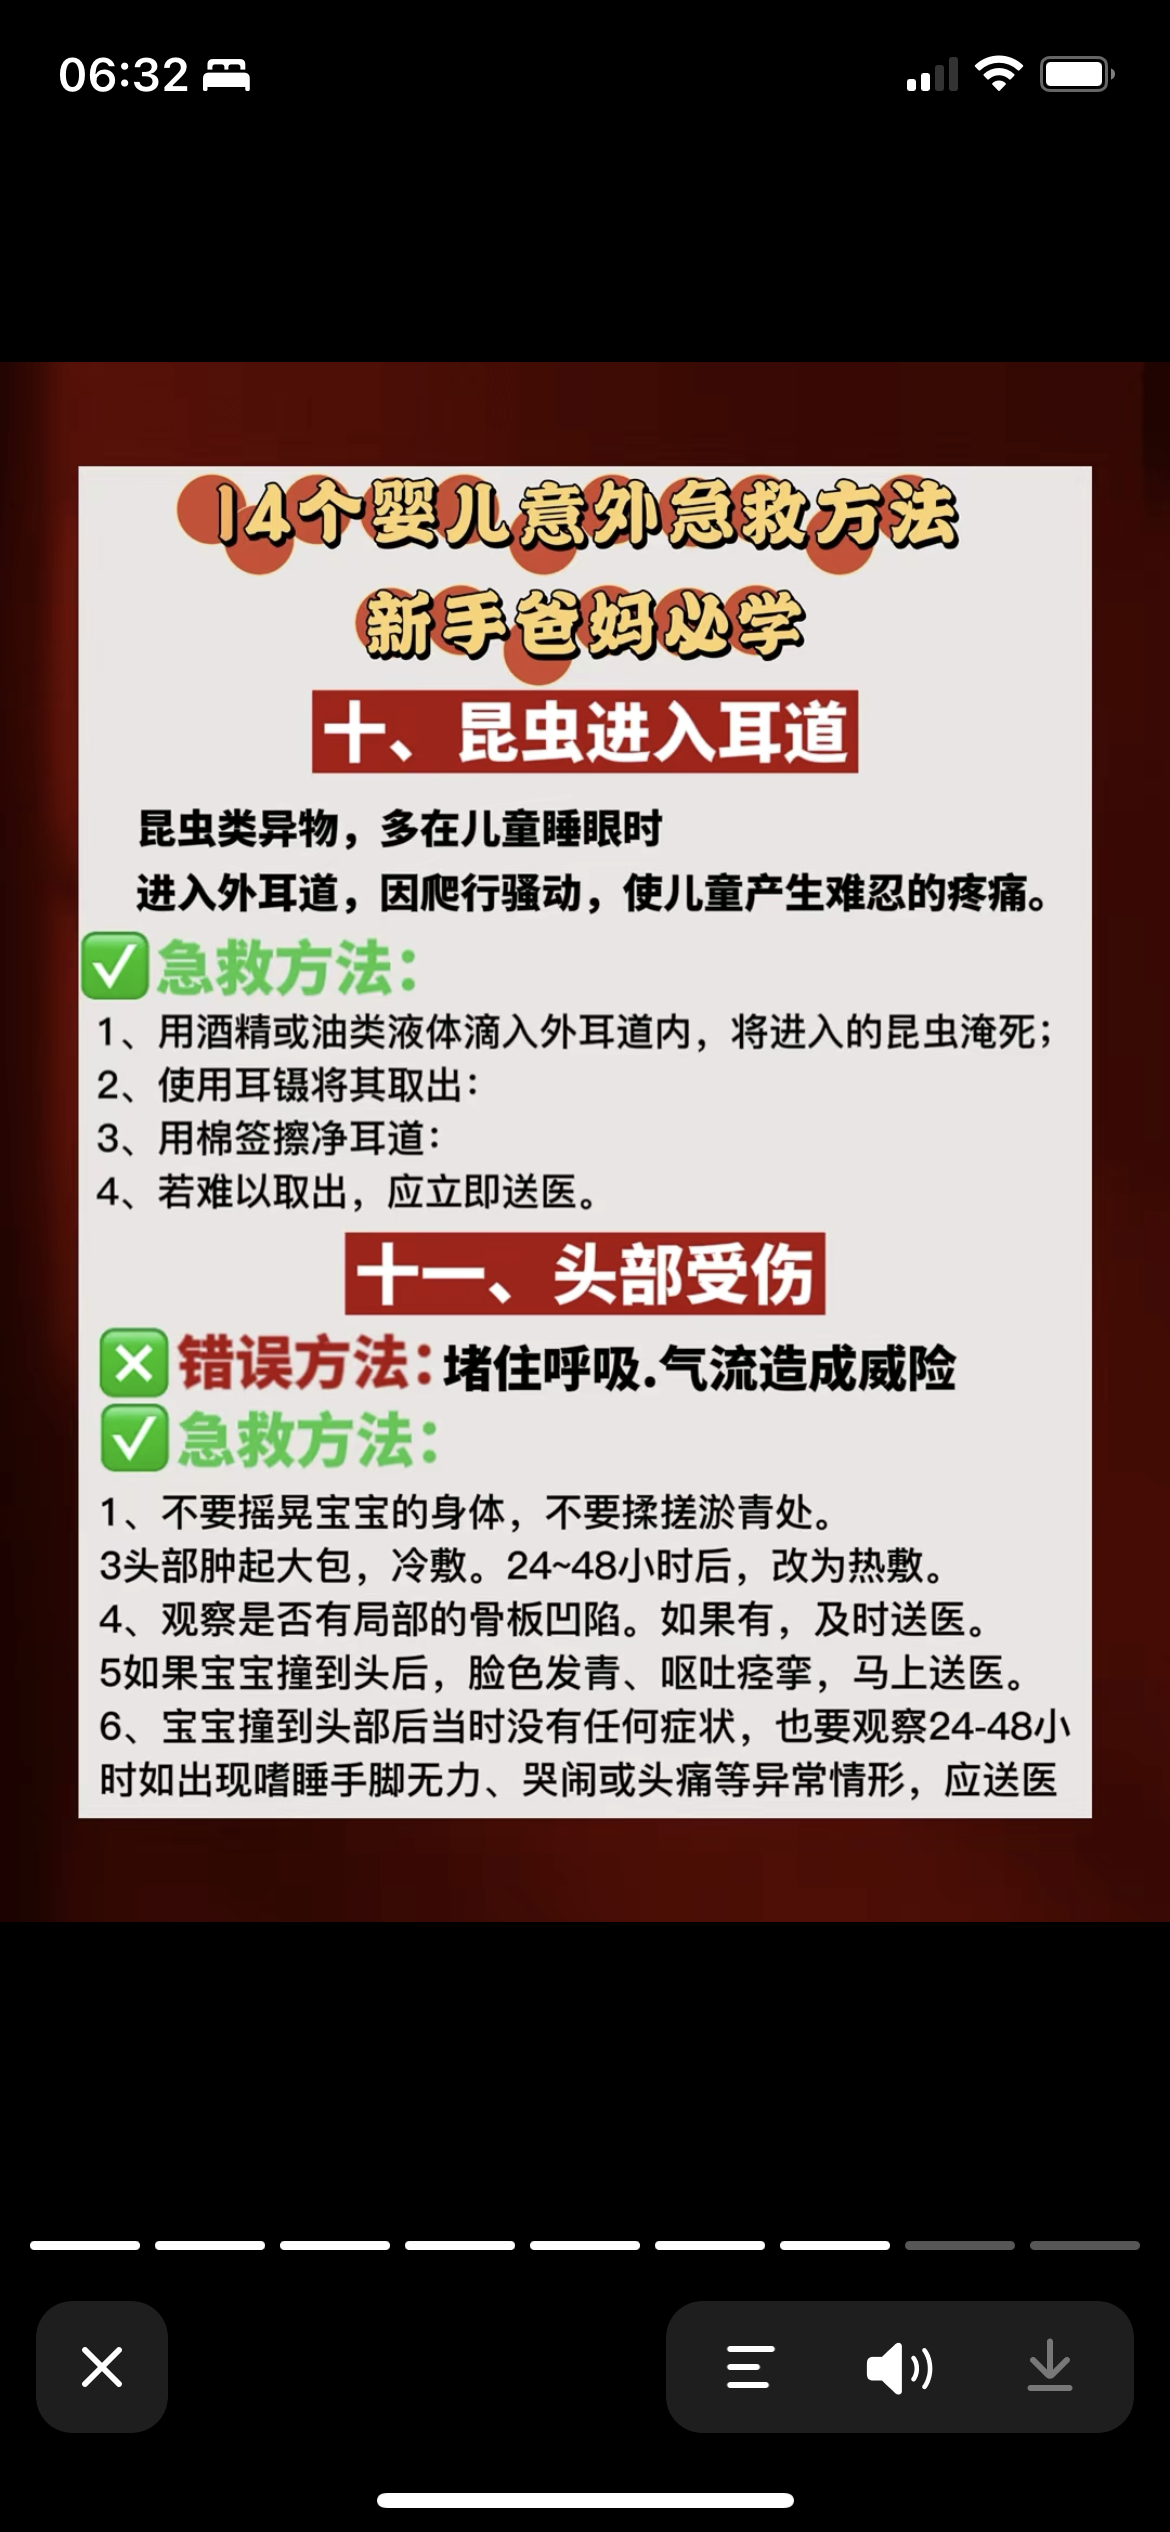 06:32
14个婴儿意外急救方法
新手爸妈必学
十、昆虫进入耳道
昆虫类异物，多在儿童睡眼时
进入外耳道，因爬行骚动，使儿童产生难忍的疼痛。
急救方法：
1、用酒精或油类液体滴入外耳道内，将进入的昆虫淹死；
2、使用耳镊将其取出：
3、用棉签擦净耳道：
4、若难以取出，应立即送医。
十一、头部受伤
错误方法：堵住呼吸.气流造成威险
急救方法：
1、不要摇晃宝宝的身体，不要揉搓淤青处。
3头部肿起大包，冷敷。24~48小时后，改为热敷。
4、观察是否有局部的骨板凹陷。如果有，及时送医。
5如果宝宝撞到头后，脸色发青、呕吐痉挛，马上送医。
6、宝宝撞到头部后当时没有任何症状，也要观察24-48小
时如出现嗜睡手脚无力、哭闹或头痛等异常情形，应送医